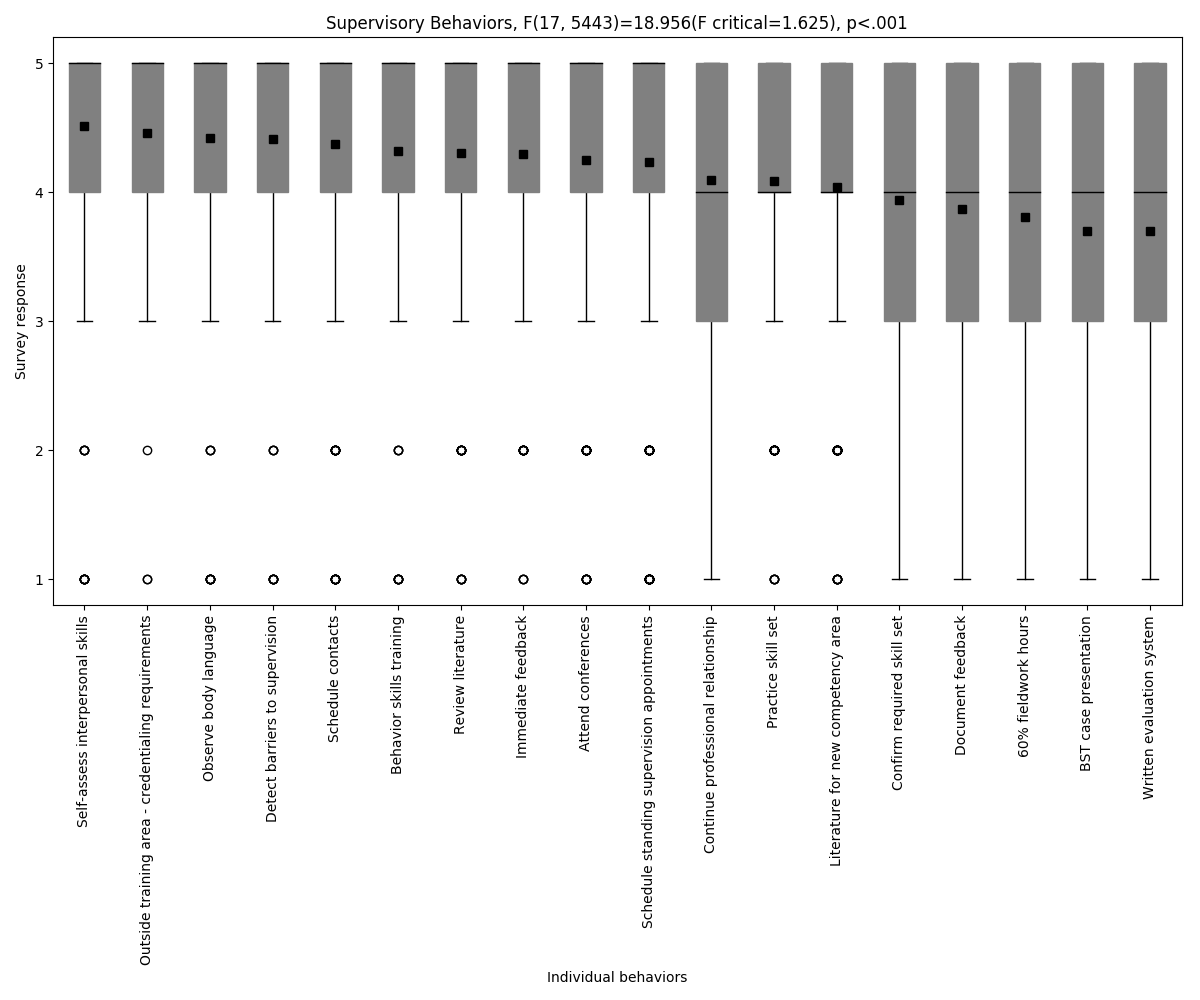 Supervisory Behaviors, F(17, 5443)=18.956(F critical=1.625), p<.001
Survey response
5
4
3
2
1
Self-assess interpersonal skills
Outside training area - credentialing requirements
Observe body language
Detect barriers to supervision
Schedule contacts
Behavior skills training
Review literature
Immediate feedback
Attend conferences
Schedule standing supervision appointments
Continue professional relationship
Practice skill set
Literature for new competency area
Confirm required skill set
Document feedback
60% fieldwork hours
BST case presentation
Written evaluation system
Individual behaviors